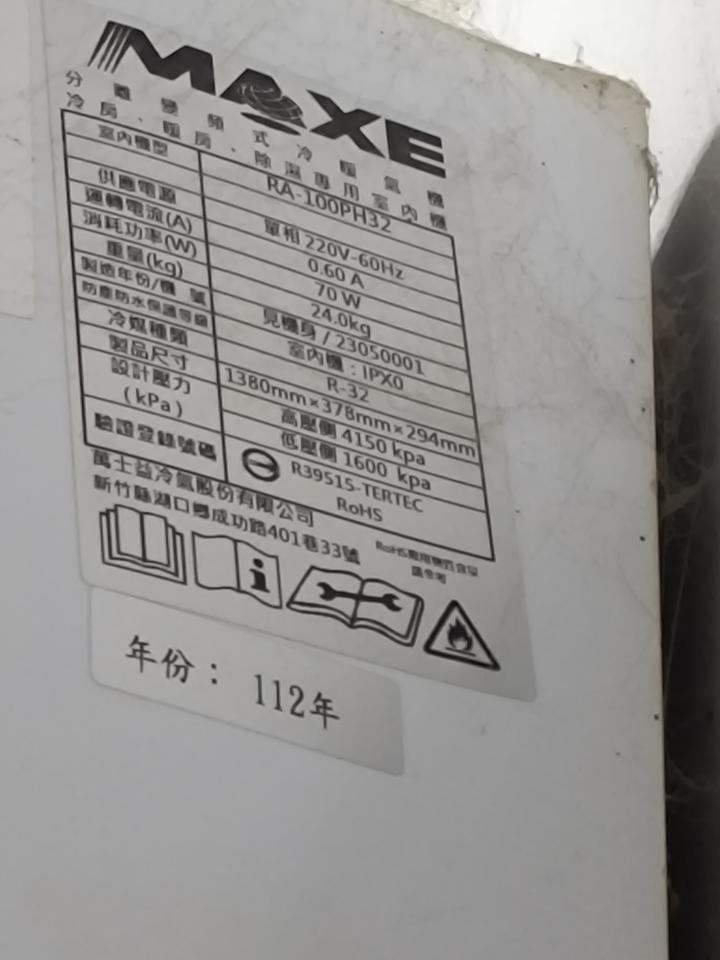 MAXE
分離變頻式冷暖氣機
冷房、暖房、除濕專用室內機
室內機型 RA-100PH32
供應電源 單相 220V-60Hz
運轉電流(A) 0.60 A
消耗功率(W) 70 W
重量(kg) 24.0kg
製造年份/機 號 見機身 / 23050001
防塵防水保護等級 室內機：IPX0
冷媒種類 R-32
製品尺寸 1380mm×378mm×294mm
設計壓力 高壓側 4150 kpa
(kPa) 低壓側 1600 kpa
驗證登錄號碼 R39515-TERTEC
RoHS
萬士益冷氣股份有限公司
新竹縣湖口鄉成功路401巷33號
年份： 112年